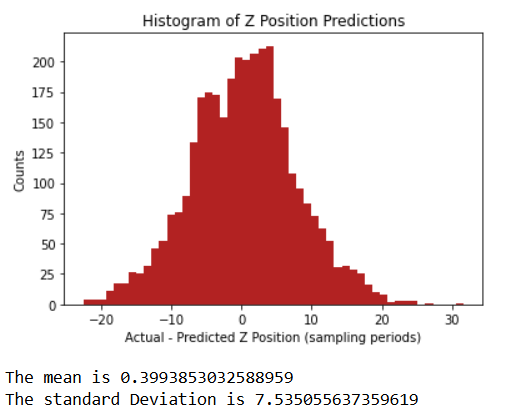 Histogram of Z Position Predictions
200
175
150
125
100
75
50
25
0
Counts
−20 −10 0 10 20 30
Actual - Predicted Z Position (sampling periods)
The mean is 0.3993853032588959
The standard Deviation is 7.535055637359619